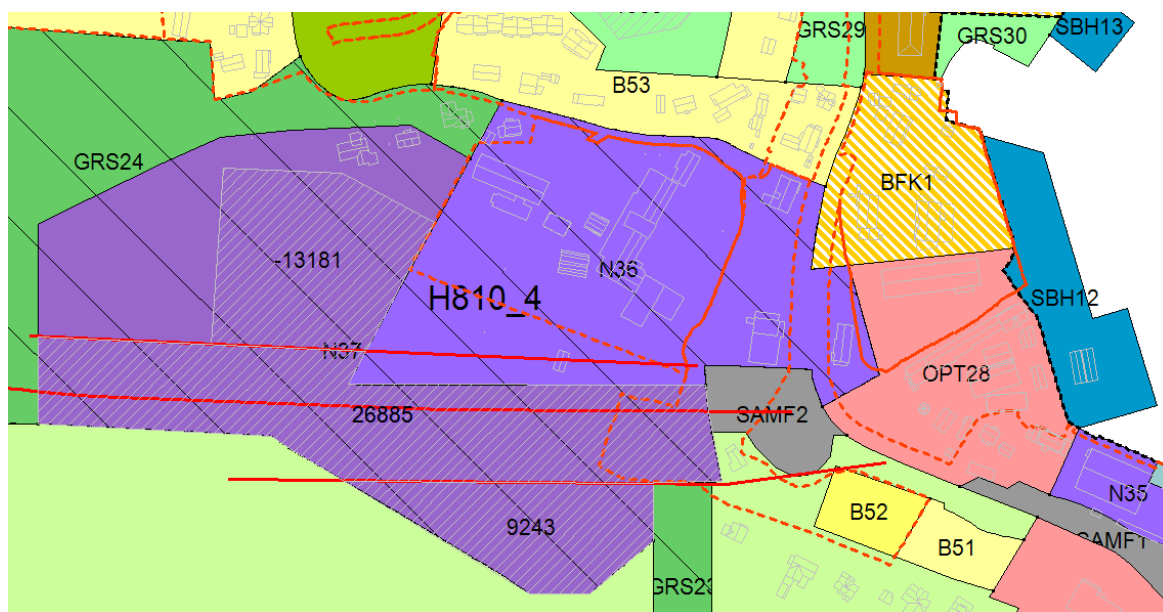 SBH13
GRS29
GRS30
B53
GRS24
BFK1
-13181
N36
H810_4
SBH12
N37
OPT28
26885
SAMF2
N35
B52
9243
B51
SAMF1
GRS23